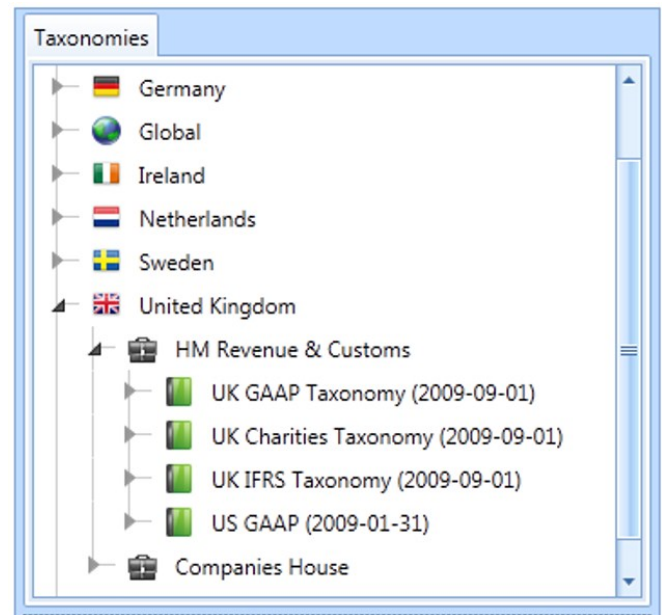 Taxonomies
Germany
Global
Ireland
Netherlands
Sweden
United Kingdom
HM Revenue & Customs
UK GAAP Taxonomy (2009-09-01)
UK Charities Taxonomy (2009-09-01)
UK IFRS Taxonomy (2009-09-01)
US GAAP (2009-01-31)
Companies House